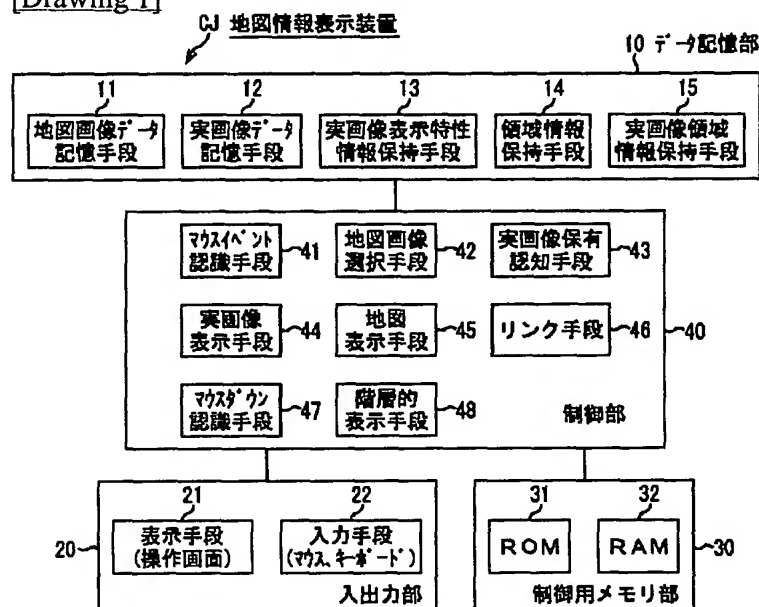 [Drawing 1]
CJ 地図情報表示装置
10 データ記憶部
11 12 13 14 15
地図画像データ 実画像データ 実画像表示特性 領域情報 実画像領域
記憶手段 記憶手段 情報保持手段 保持手段 情報保持手段
マウスイベント
認識手段
41
地図画像
選択手段
42
実画像保有
認知手段
43
実画像
表示手段
44
地図
表示手段
45
リンク手段
46
40
マウスダウン
認識手段
47
階層的
表示手段
48
制御部
20
21
表示手段
(操作画面)
22
入力手段
(マウス、キーボード)
入出力部
31
ROM
32
RAM
30
制御用メモリ部